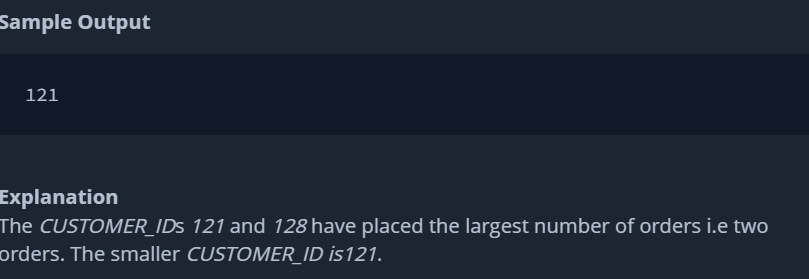 Sample Output
121
Explanation
The CUSTOMER_IDs 121 and 128 have placed the largest number of orders i.e two
orders. The smaller CUSTOMER_ID is121.